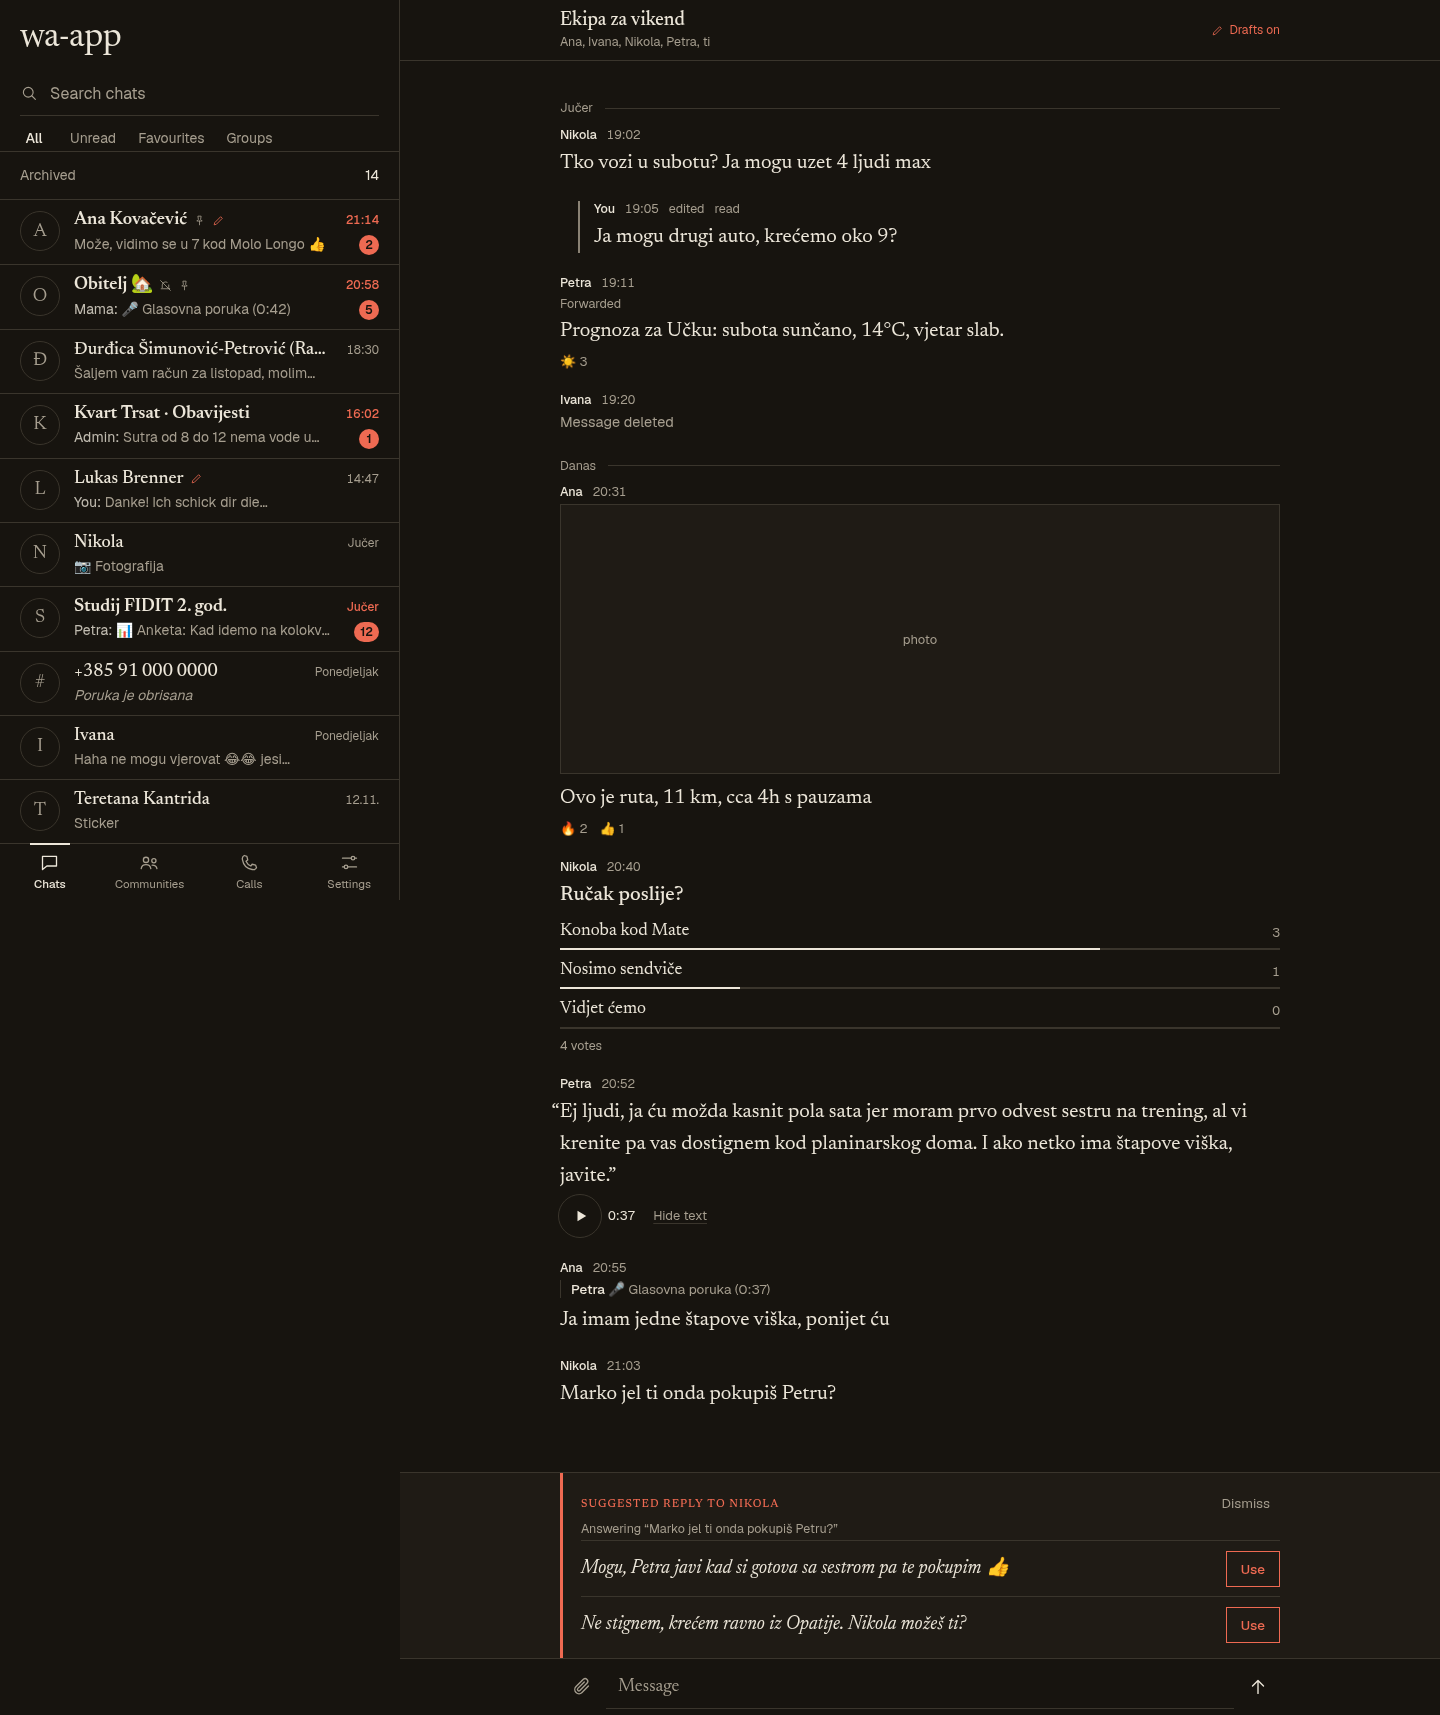 wa-app
Search chats
All Unread Favourites Groups
Archived 14
A
Ana Kovačević 21:14
Može, vidimo se u 7 kod Molo Longo 👍 2
O
Obitelj 🏡 20:58
Mama: 🎤 Glasovna poruka (0:42) 5
Đ
Đurđica Šimunović-Petrović (Ra... 18:30
Šaljem vam račun za listopad, molim...
K
Kvart Trsat · Obavijesti 16:02
Admin: Sutra od 8 do 12 nema vode u... 1
L
Lukas Brenner 14:47
You: Danke! Ich schick dir die...
N
Nikola Jučer
📷 Fotografija
S
Studij FIDIT 2. god. Jučer
Petra: 📊 Anketa: Kad idemo na kolokv... 12
#
+385 91 000 0000 Ponedjeljak
Poruka je obrisana
I
Ivana Ponedjeljak
Haha ne mogu vjerovat 😂😂 jesi...
T
Teretana Kantrida 12.11.
Sticker
Chats Communities Calls Settings
Ekipa za vikend
Ana, Ivana, Nikola, Petra, ti
Drafts on
Jučer
Nikola 19:02
Tko vozi u subotu? Ja mogu uzet 4 ljudi max
You 19:05 edited read
Ja mogu drugi auto, krećemo oko 9?
Petra 19:11
Forwarded
Prognoza za Učku: subota sunčano, 14°C, vjetar slab.
☀️ 3
Ivana 19:20
Message deleted
Danas
Ana 20:31
photo
Ovo je ruta, 11 km, cca 4h s pauzama
🔥 2 👍 1
Nikola 20:40
Ručak poslije?
Konoba kod Mate 3
Nosimo sendviče 1
Vidjet ćemo 0
4 votes
Petra 20:52
“Ej ljudi, ja ću možda kasnit pola sata jer moram prvo odvest sestru na trening, al vi
krenite pa vas dostignem kod planinarskog doma. I ako netko ima štapove viška,
javite.”
0:37 Hide text
Ana 20:55
Petra 🎤 Glasovna poruka (0:37)
Ja imam jedne štapove viška, ponijet ću
Nikola 21:03
Marko jel ti onda pokupiš Petru?
SUGGESTED REPLY TO NIKOLA Dismiss
Answering “Marko jel ti onda pokupiš Petru?”
Mogu, Petra javi kad si gotova sa sestrom pa te pokupim 👍 Use
Ne stignem, krećem ravno iz Opatije. Nikola možeš ti? Use
Message